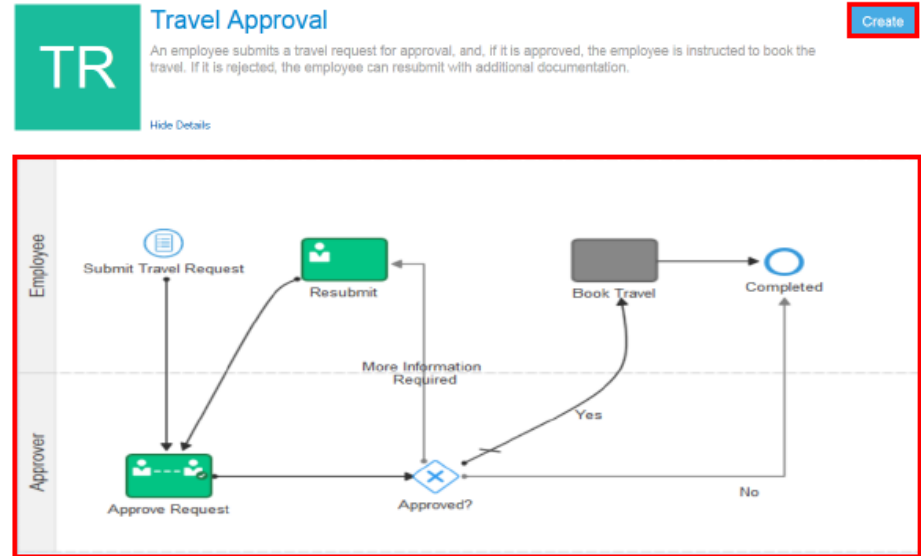 Travel Approval
Create
TR
An employee submits a travel request for approval, and, if it is approved, the employee is instructed to book the
travel. If it is rejected, the employee can resubmit with additional documentation.
Hide Details
Employee
Submit Travel Request
Resubmit
Book Travel
Completed
More Information
Required
Yes
Approver
Approve Request
Approved?
No